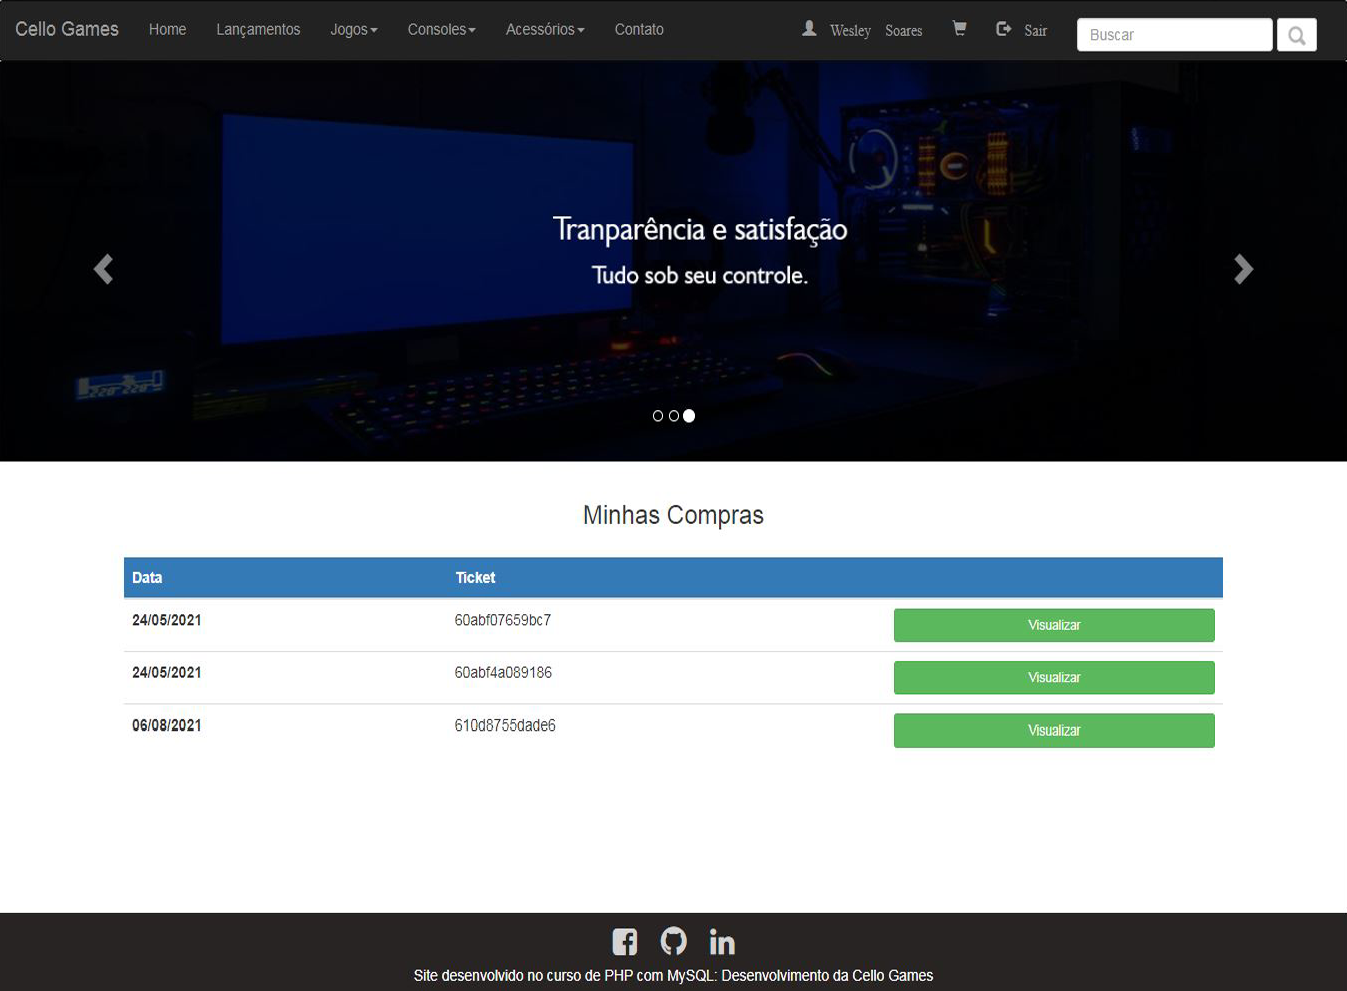 Cello Games Home Lançamentos Jogos Consoles Acessórios Contato Wesley Soares Sair Buscar
Tranparência e satisfação
Tudo sob seu controle.
Minhas Compras
Data Ticket
24/05/2021 60abf07659bc7 Visualizar
24/05/2021 60abf4a089186 Visualizar
06/08/2021 610d8755dade6 Visualizar
Site desenvolvido no curso de PHP com MySQL: Desenvolvimento da Cello Games